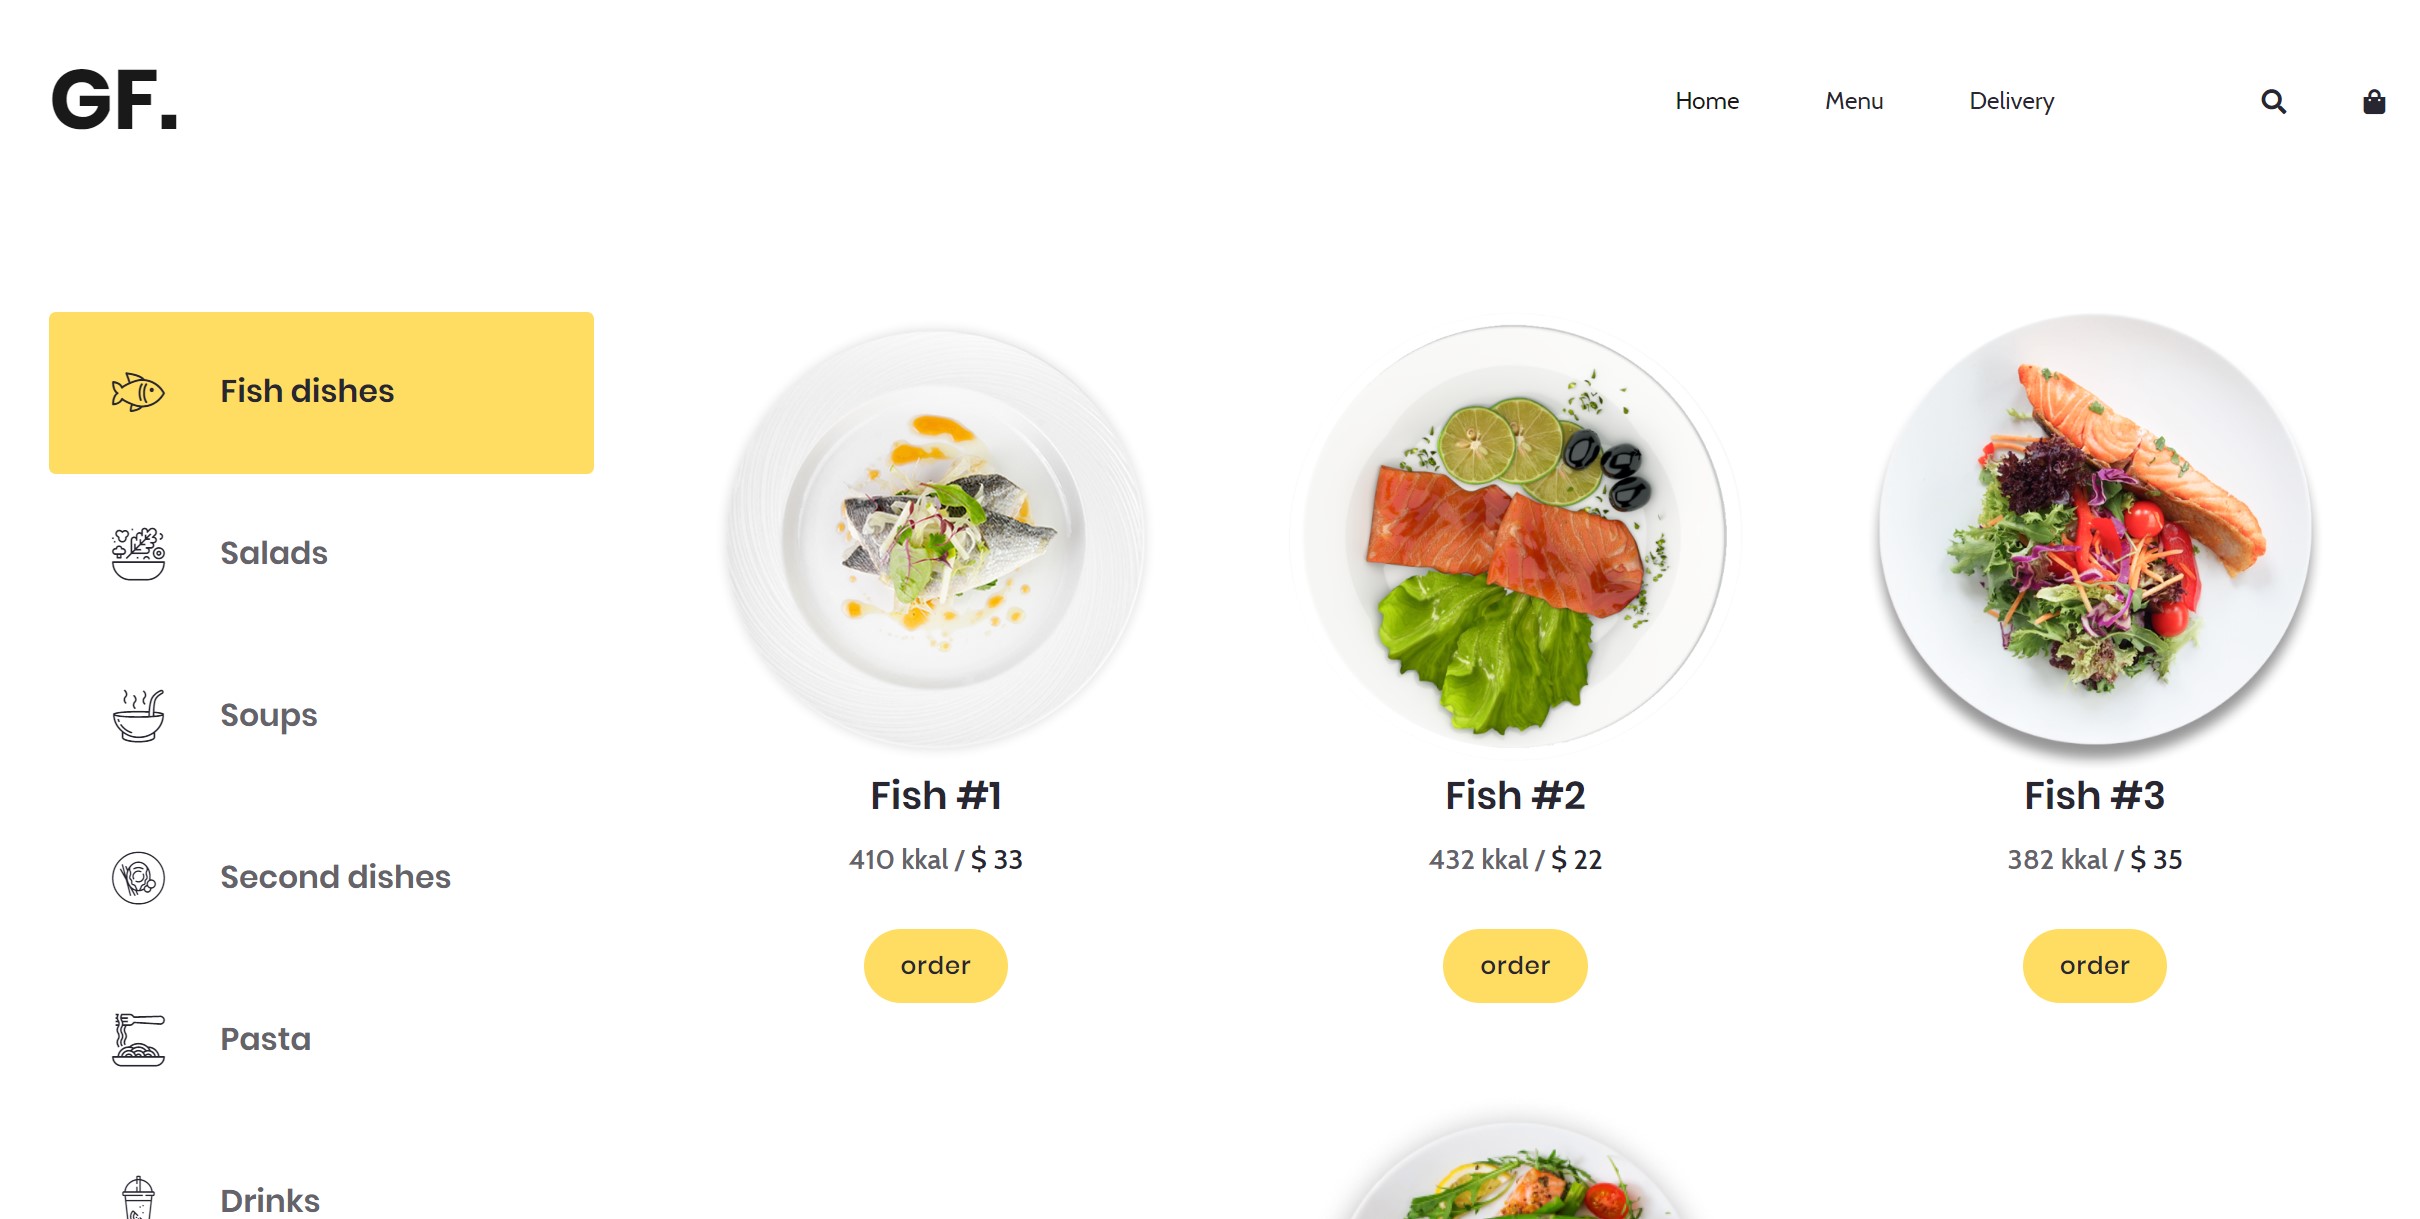 GF.
Home
Menu
Delivery
Fish dishes
Salads
Soups
Second dishes
Pasta
Drinks
Fish #1
410 kkal / $ 33
order
Fish #2
432 kkal / $ 22
order
Fish #3
382 kkal / $ 35
order